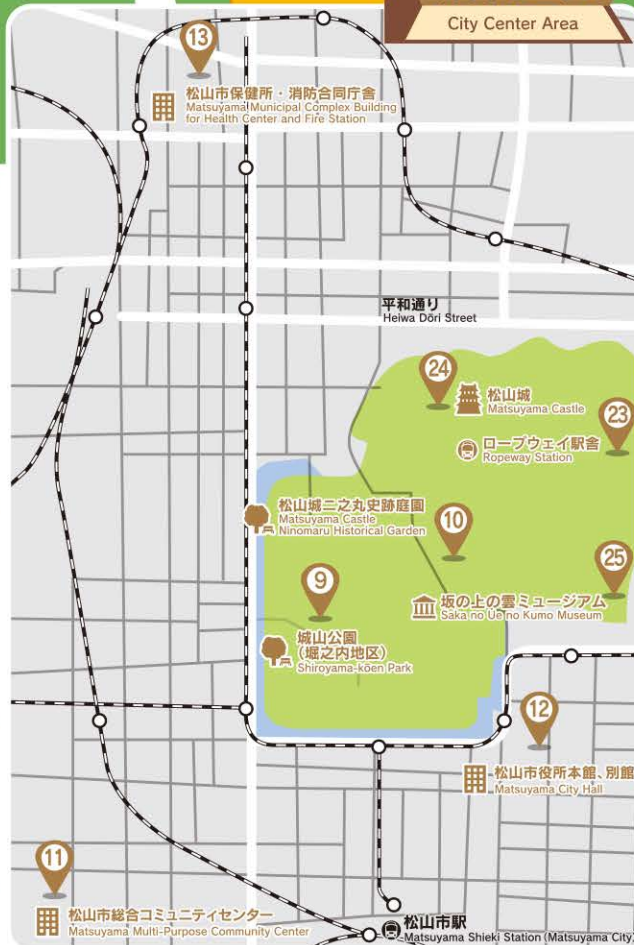 City Center Area
13
松山市保健所・消防合同庁舎
Matsuyama Municipal Complex Building
for Health Center and Fire Station
平和通り
Heiwa Dōri Street
24
松山城
Matsuyama Castle
23
ロープウェイ駅舎
Ropeway Station
松山城二之丸史跡庭園
Matsuyama Castle
Ninomaru Historical Garden
10
9
25
坂の上の雲ミュージアム
Saka no Ue no Kumo Museum
城山公園
(堀之内地区)
Shiroyama-kōen Park
12
松山市役所本館、別館
Matsuyama City Hall
11
松山市総合コミュニティセンター
Matsuyama Multi-Purpose Community Center
松山市駅
Matsuyama Shieki Station (Matsuyama City)